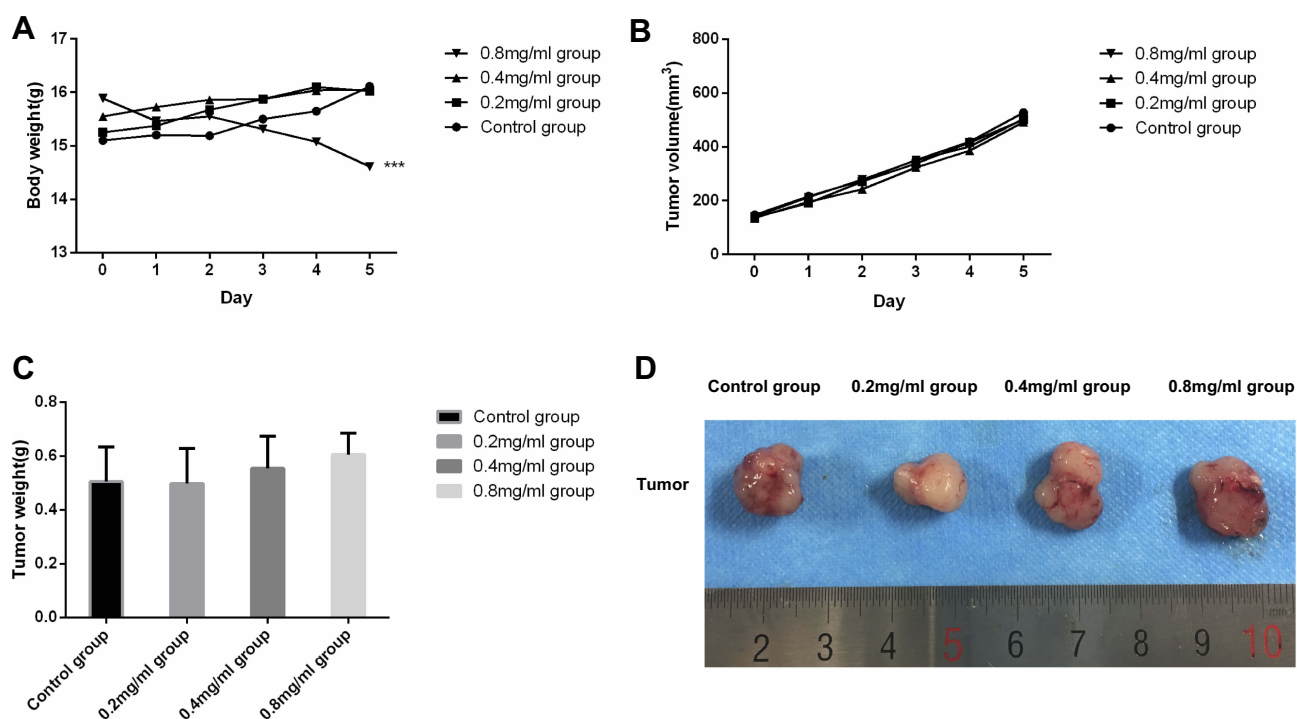 A
17
16
15
14
13
Body weight(g)
0 1 2 3 4 5
Day
***
0.8mg/ml group
0.4mg/ml group
0.2mg/ml group
Control group
B
800
600
400
200
0
Tumor volume(mm3)
0 1 2 3 4 5
Day
0.8mg/ml group
0.4mg/ml group
0.2mg/ml group
Control group
C
0.8
0.6
0.4
0.2
0.0
Tumor weight(g)
Control group
0.2mg/ml group
0.4mg/ml group
0.8mg/ml group
Control group
0.2mg/ml group
0.4mg/ml group
0.8mg/ml group
D
Control group 0.2mg/ml group 0.4mg/ml group 0.8mg/ml group
Tumor
mm
2 3 4 5 6 7 8 9 10